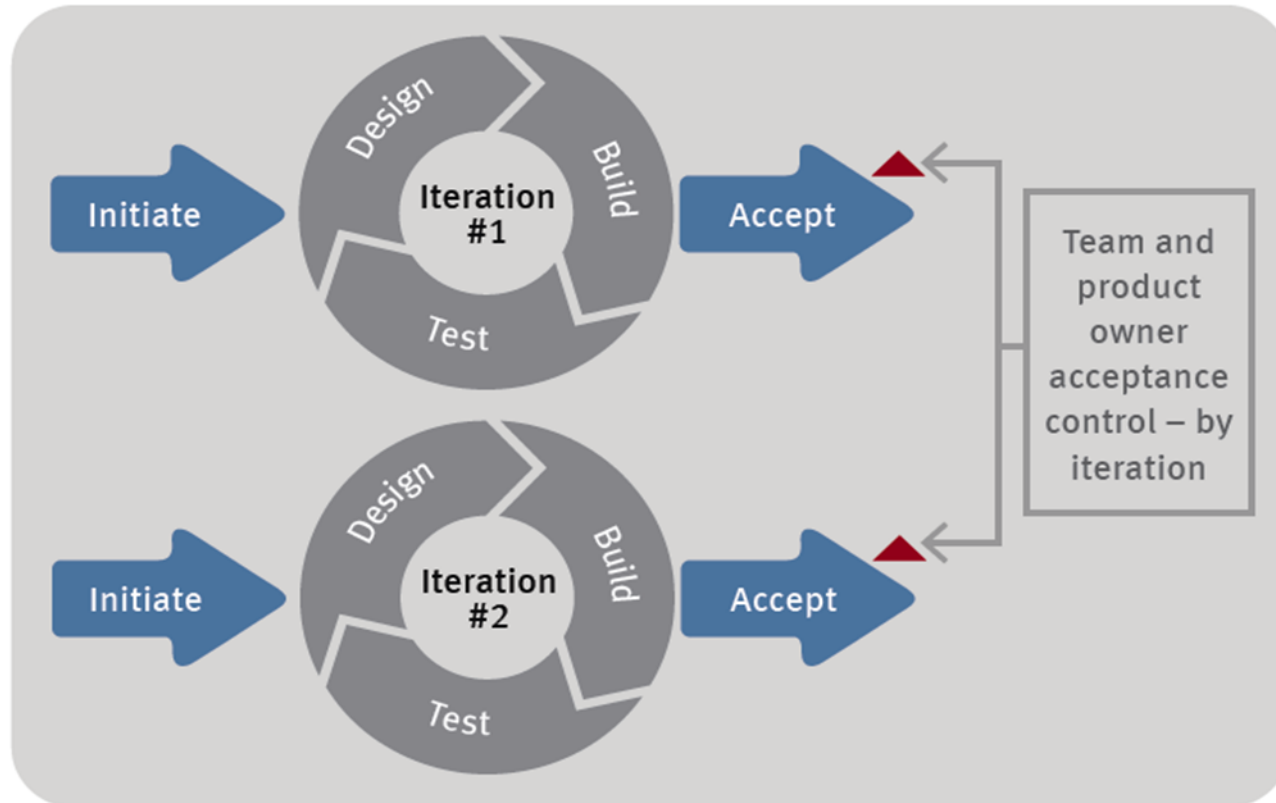 Initiate
Design
Build
Test
Iteration
#1
Accept
Team and
product
owner
acceptance
control – by
iteration
Initiate
Design
Build
Test
Iteration
#2
Accept